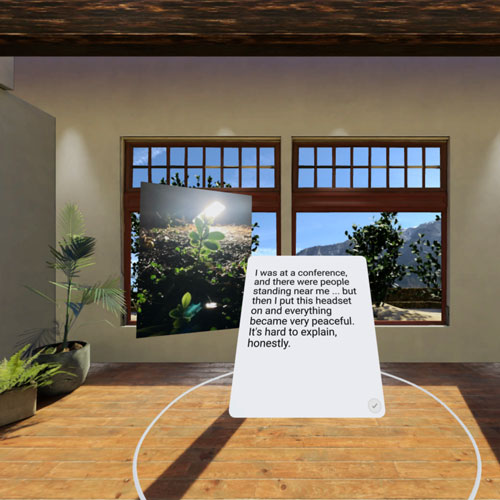 I was at a conference,
and there were people
standing near me ... but
then I put this headset
on and everything
became very peaceful.
It's hard to explain,
honestly.